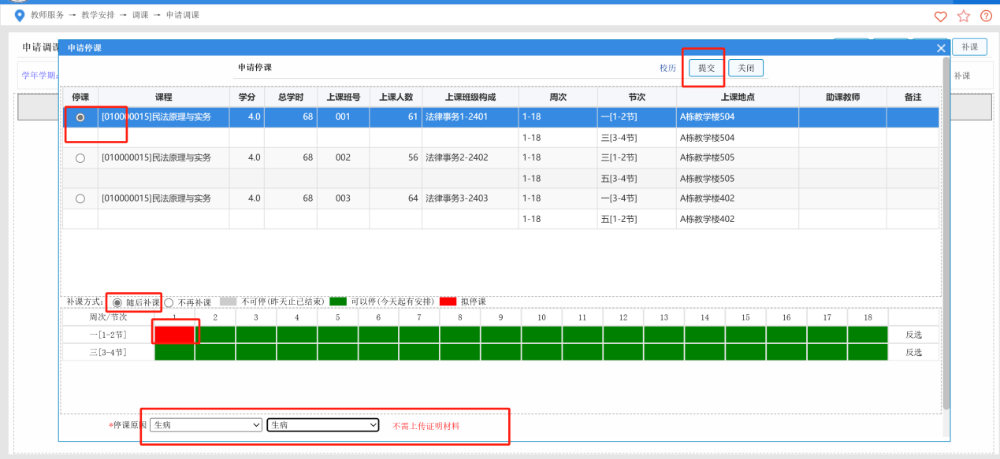 教师服务 → 教学安排 → 调课 → 申请调课
申请调课
补课
学年学期:
补课
申请停课
申请停课 校历 提交 关闭
停课 课程 学分 总学时 上课班号 上课人数 上课班级构成 周次 节次 上课地点 助课教师 备注
[010000015]民法原理与实务 4.0 68 001 61 法律事务1-2401 1-18 一[1-2节] A栋教学楼504
1-18 三[3-4节] A栋教学楼504
[010000015]民法原理与实务 4.0 68 002 56 法律事务2-2402 1-18 三[1-2节] A栋教学楼505
1-18 五[3-4节] A栋教学楼505
[010000015]民法原理与实务 4.0 68 003 64 法律事务3-2403 1-18 一[3-4节] A栋教学楼402
1-18 五[1-2节] A栋教学楼402
补课方式: 随后补课 不再补课 不可停(昨天止已结束) 可以停(今天起有安排) 拟停课
周次/节次 1 2 3 4 5 6 7 8 9 10 11 12 13 14 15 16 17 18
一[1-2节] 反选
三[3-4节] 反选
*停课原因 生病 生病 不需上传证明材料